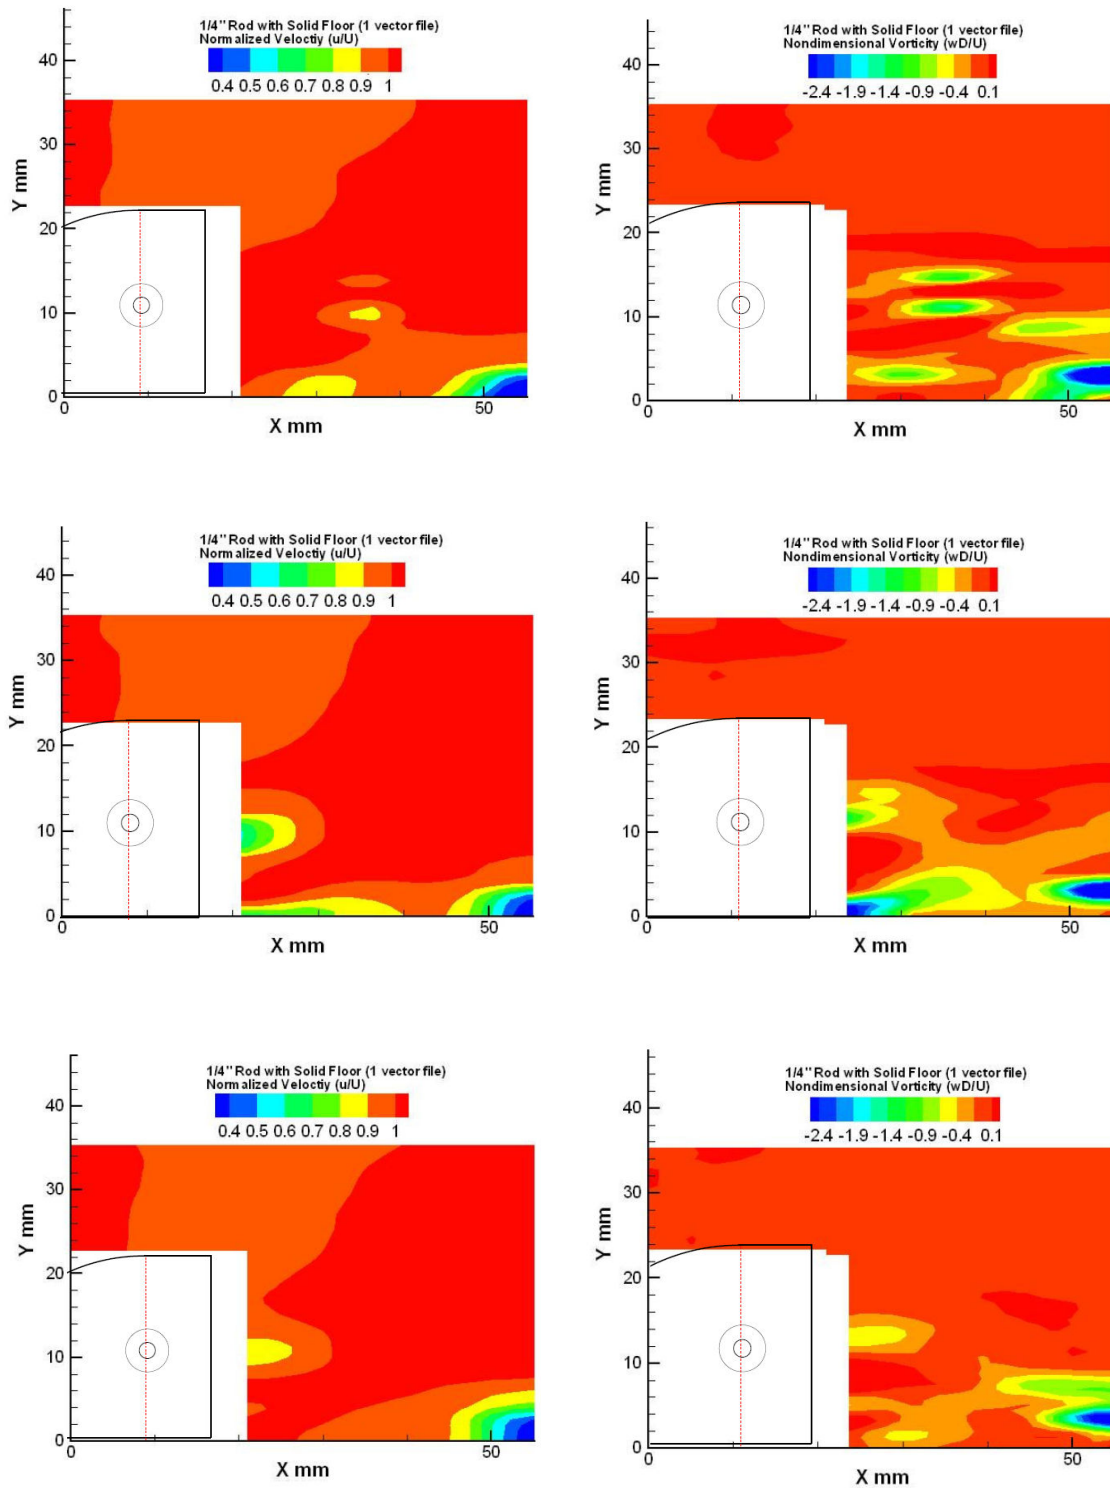 1/4" Rod with Solid Floor (1 vector file)
Normalized Veloctiy (u/U)
0.4 0.5 0.6 0.7 0.8 0.9 1
40
30
20
10
0
Y mm
0
50
X mm
1/4" Rod with Solid Floor (1 vector file)
Nondimensional Vorticity (wD/U)
-2.4 -1.9 -1.4 -0.9 -0.4 0.1
40
30
20
10
0
Y mm
0
50
X mm
1/4" Rod with Solid Floor (1 vector file)
Normalized Veloctiy (u/U)
0.4 0.5 0.6 0.7 0.8 0.9 1
40
30
20
10
0
Y mm
0
50
X mm
1/4" Rod with Solid Floor (1 vector file)
Nondimensional Vorticity (wD/U)
-2.4 -1.9 -1.4 -0.9 -0.4 0.1
40
30
20
10
0
Y mm
0
50
X mm
1/4" Rod with Solid Floor (1 vector file)
Normalized Veloctiy (u/U)
0.4 0.5 0.6 0.7 0.8 0.9 1
40
30
20
10
0
Y mm
0
50
X mm
1/4" Rod with Solid Floor (1 vector file)
Nondimensional Vorticity (wD/U)
-2.4 -1.9 -1.4 -0.9 -0.4 0.1
40
30
20
10
0
Y mm
0
50
X mm